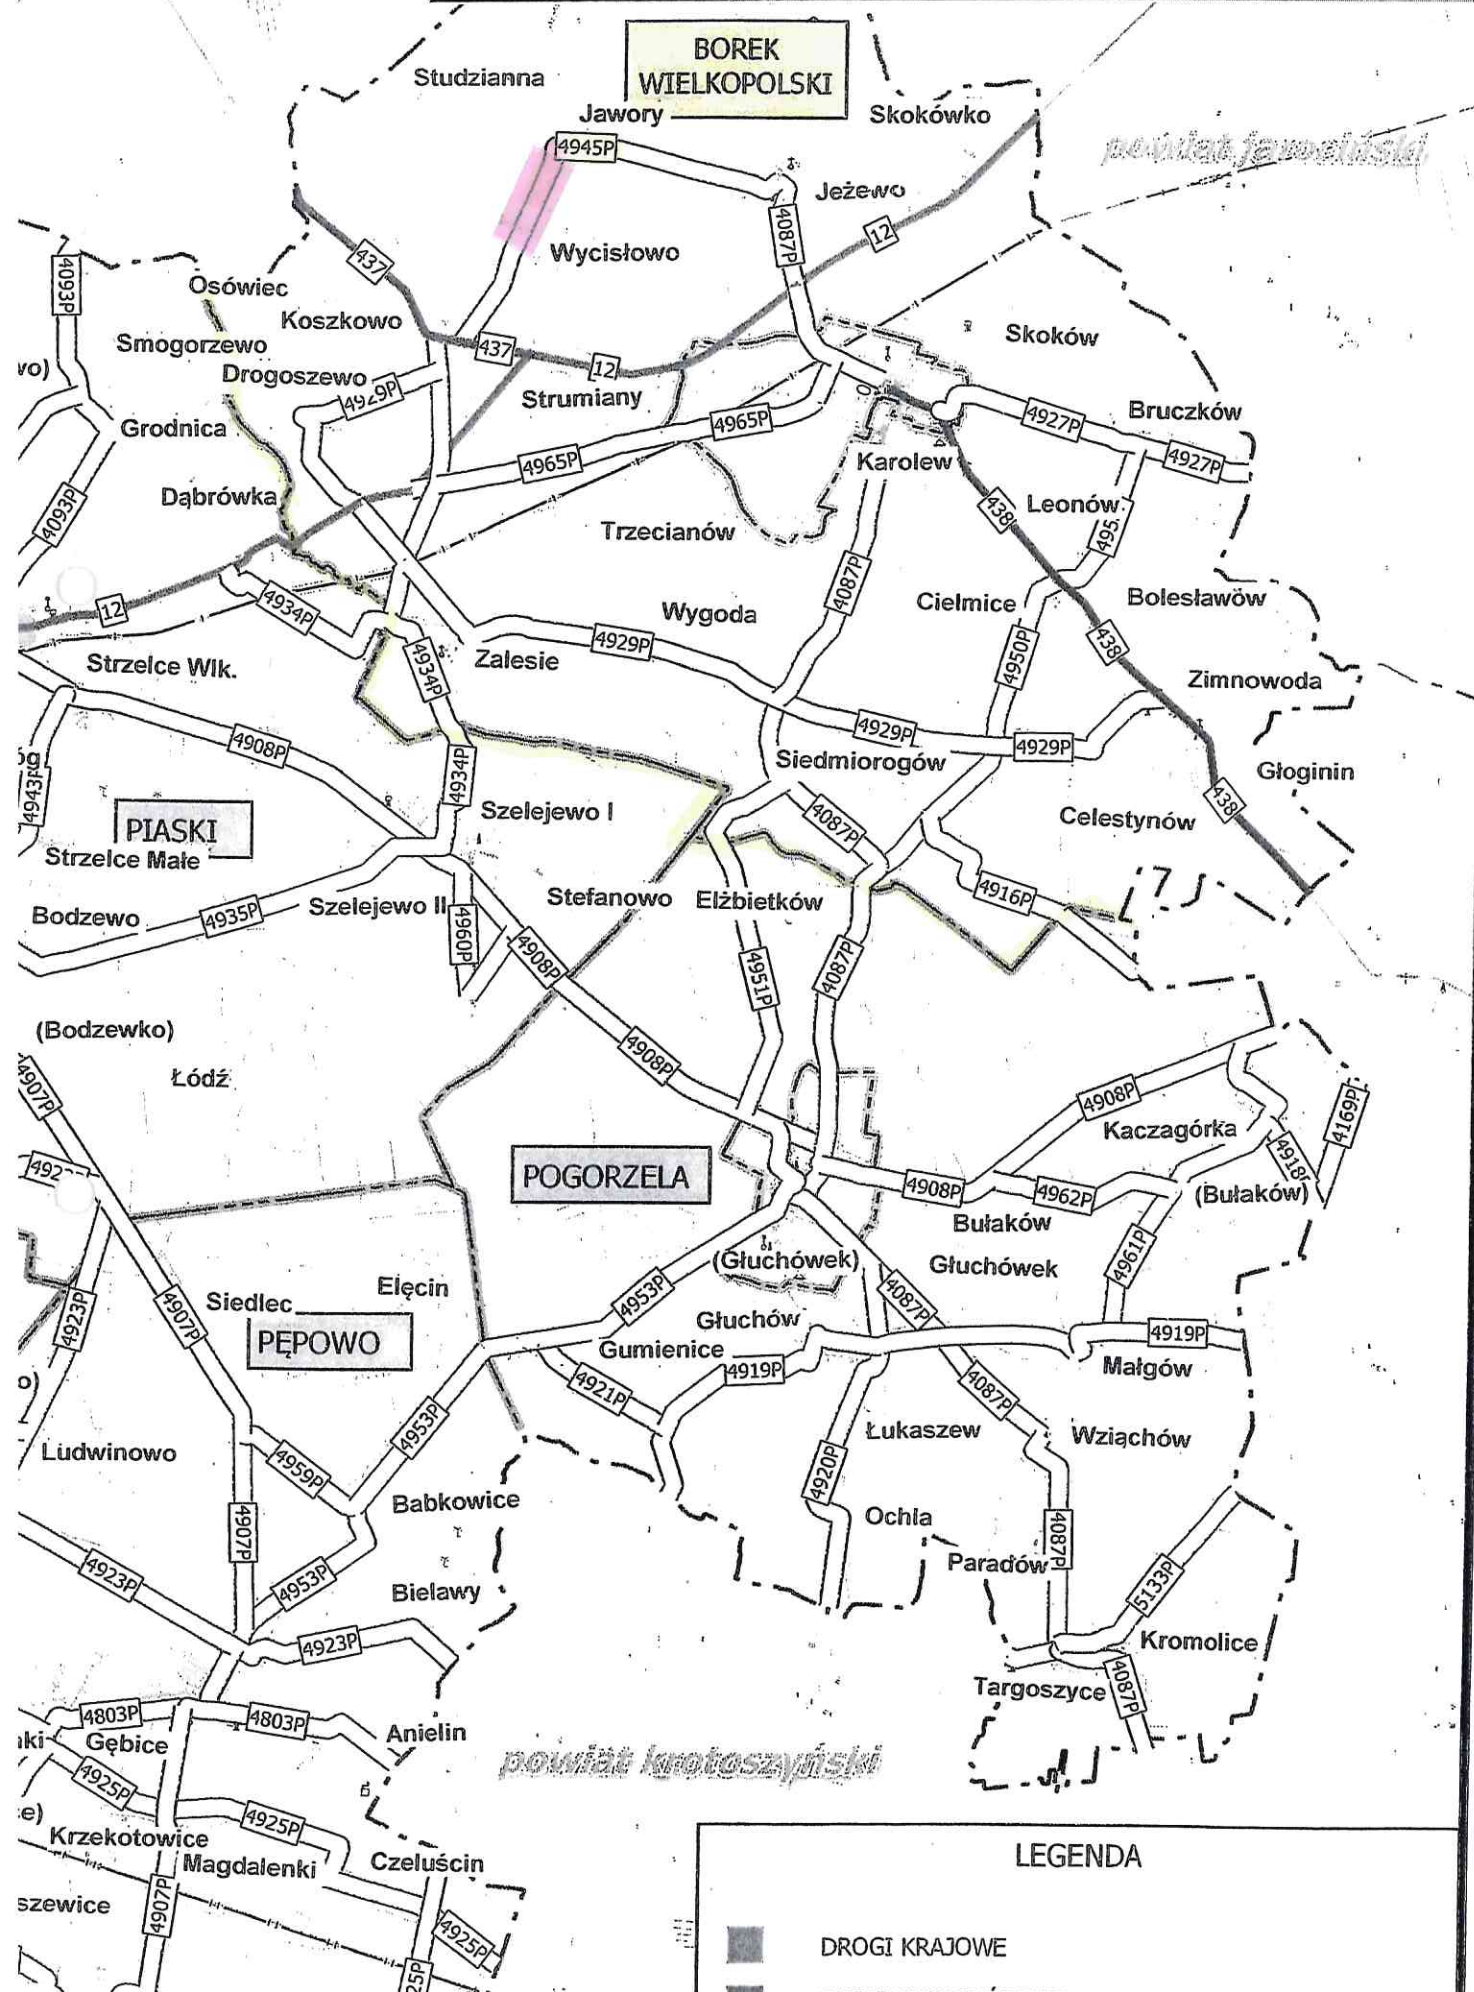 BOREK
WIELKOPOLSKI
Studzianna
Jawory
Skokówko
4945P
powiat jarociński
Jeżewo
4087P
12
Wycisłowo
437
4093P
Osówiec
Koszkowo
Smogorzewo
437
12
Skoków
wo)
Drogoszewo
4929P
Strumiany
Grodnica
4965P
4927P
Bruczków
4965P
Karolew
4927P
Dąbrówka
4093P
438
Leonów
495
Trzecianów
4087P
12
4934P
Wygoda
Cielmice
Bolesławów
4929P
438
Strzelce Wlk.
4934P
Zalesie
4950P
Zimnowoda
4908P
4929P
4929P
4943P
4934P
Siedmiorogów
Głoginin
438
PIASKI
Szelejewo I
4087P
Celestynów
Strzelce Małe
Bodzewo
4935P
Szelejewo II
Stefanowo
Elżbietków
4916P
4960P
4908P
4951P
4087P
(Bodzewko)
4908P
Łódź
4907P
4908P
4169P
Kaczagórka
492
POGORZELA
4908P
4962P
4918P
(Bułaków)
Bułaków
4961P
(Głuchówek)
Głuchówek
Elęcin
4953P
4087P
Siedlec
4907P
4923P
Głuchów
PĘPOWO
Gumienice
4919P
4919P
Małgów
o)
4921P
4087P
4953P
Łukaszew
Wziąchów
Ludwinowo
4959P
4920P
Babkowice
Ochla
4907P
4087P
Paradów
4923P
4953P
Bielawy
5133P
4923P
Kromolice
Targoszyce
4087P
4803P
4803P
Anielin
ki
Gębice
powiat krotoszyński
4925P
e)
4925P
Krzekotowice
Magdalenki
Czeluścin
LEGENDA
szewice
4907P
4925P
DROGI KRAJOWE
25P